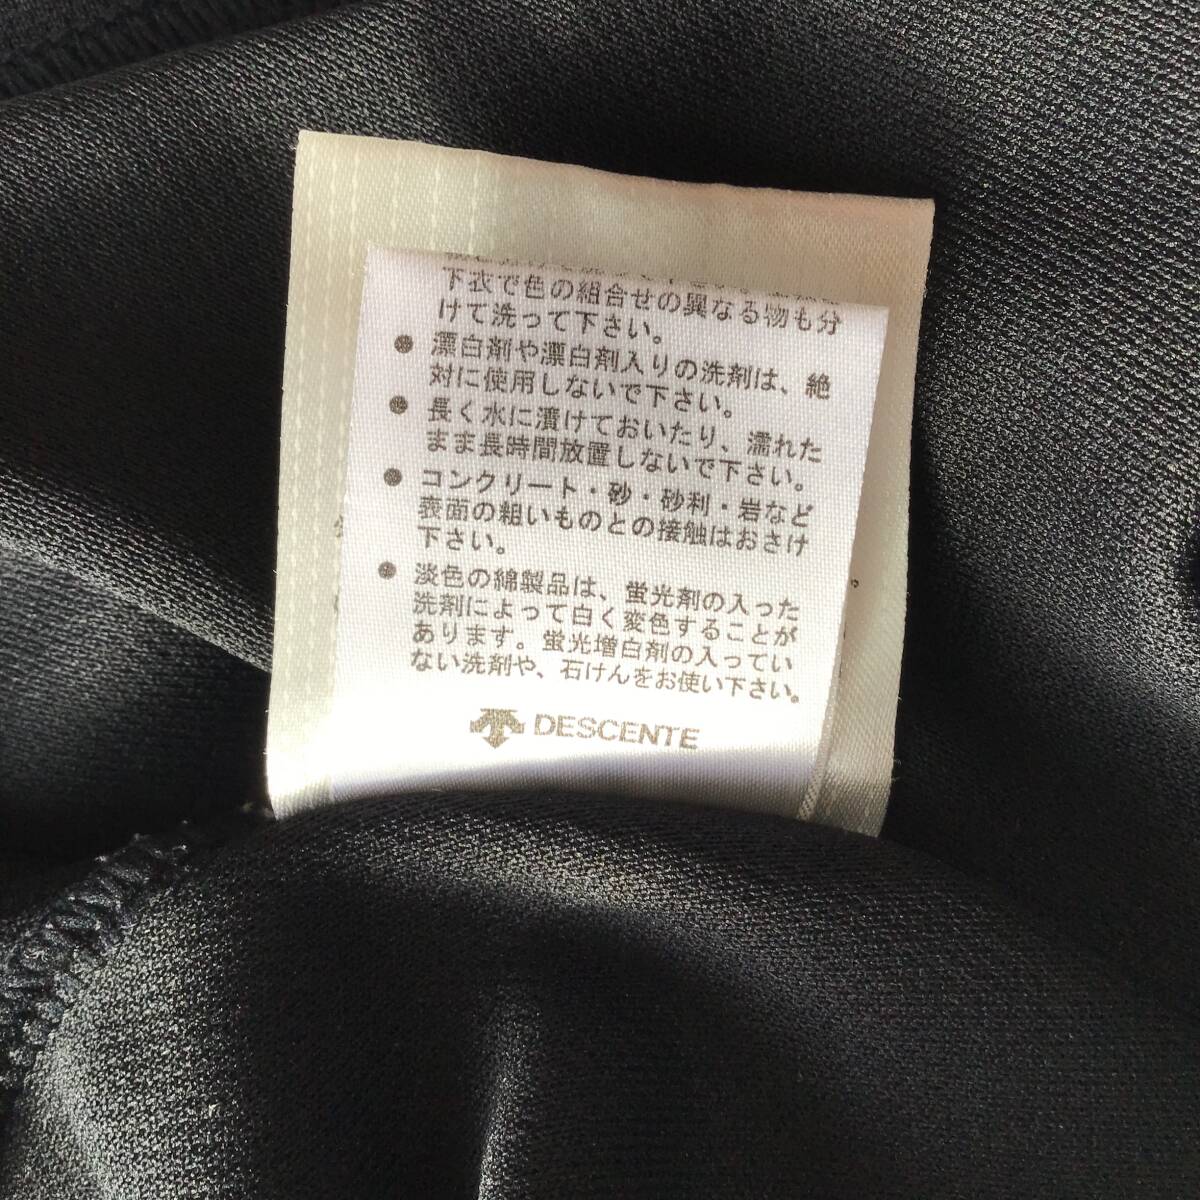 下衣で色の組合せの異なる物も分
けて洗って下さい。
● 漂白剤や漂白剤入りの洗剤は、絶
対に使用しないで下さい。
● 長く水に漬けておいたり、濡れた
まま長時間放置しないで下さい。
● コンクリート・砂・砂利・岩など
表面の粗いものとの接触はおさけ
下さい。
● 淡色の綿製品は、蛍光剤の入った
洗剤によって白く変色することが
あります。蛍光増白剤の入ってい
ない洗剤や、石けんをお使い下さい。
DESCENTE